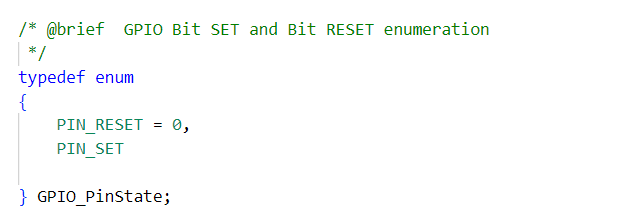 /* @brief  GPIO Bit SET and Bit RESET enumeration
 */
typedef enum
{
    PIN_RESET = 0,
    PIN_SET
} GPIO_PinState;